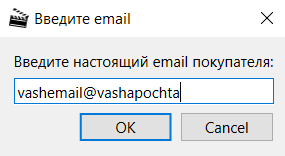 Введите email
Введите настоящий email покупателя:
vashemail@vashapochta
OK
Cancel